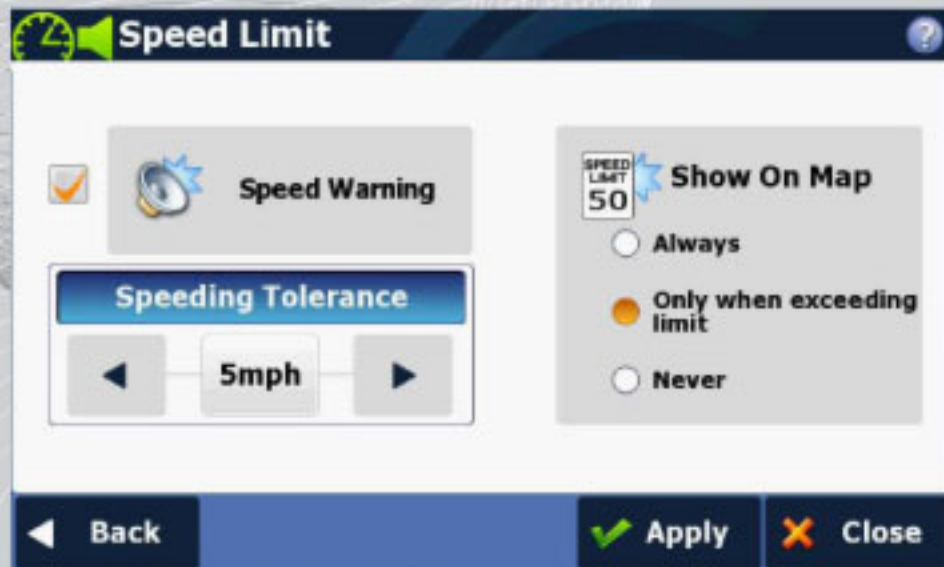 Speed Limit
?
Speed Warning
Speeding Tolerance
5mph
SPEED
LIMIT
50
Show On Map
Always
Only when exceeding
limit
Never
Back
Apply
Close